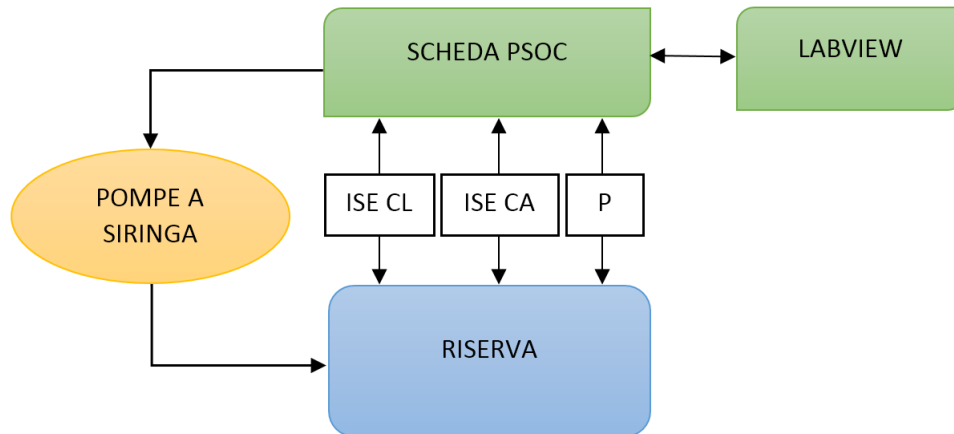 SCHEDA PSOC
LABVIEW
POMPE A
SIRINGA
ISE CL
ISE CA
P
RISERVA